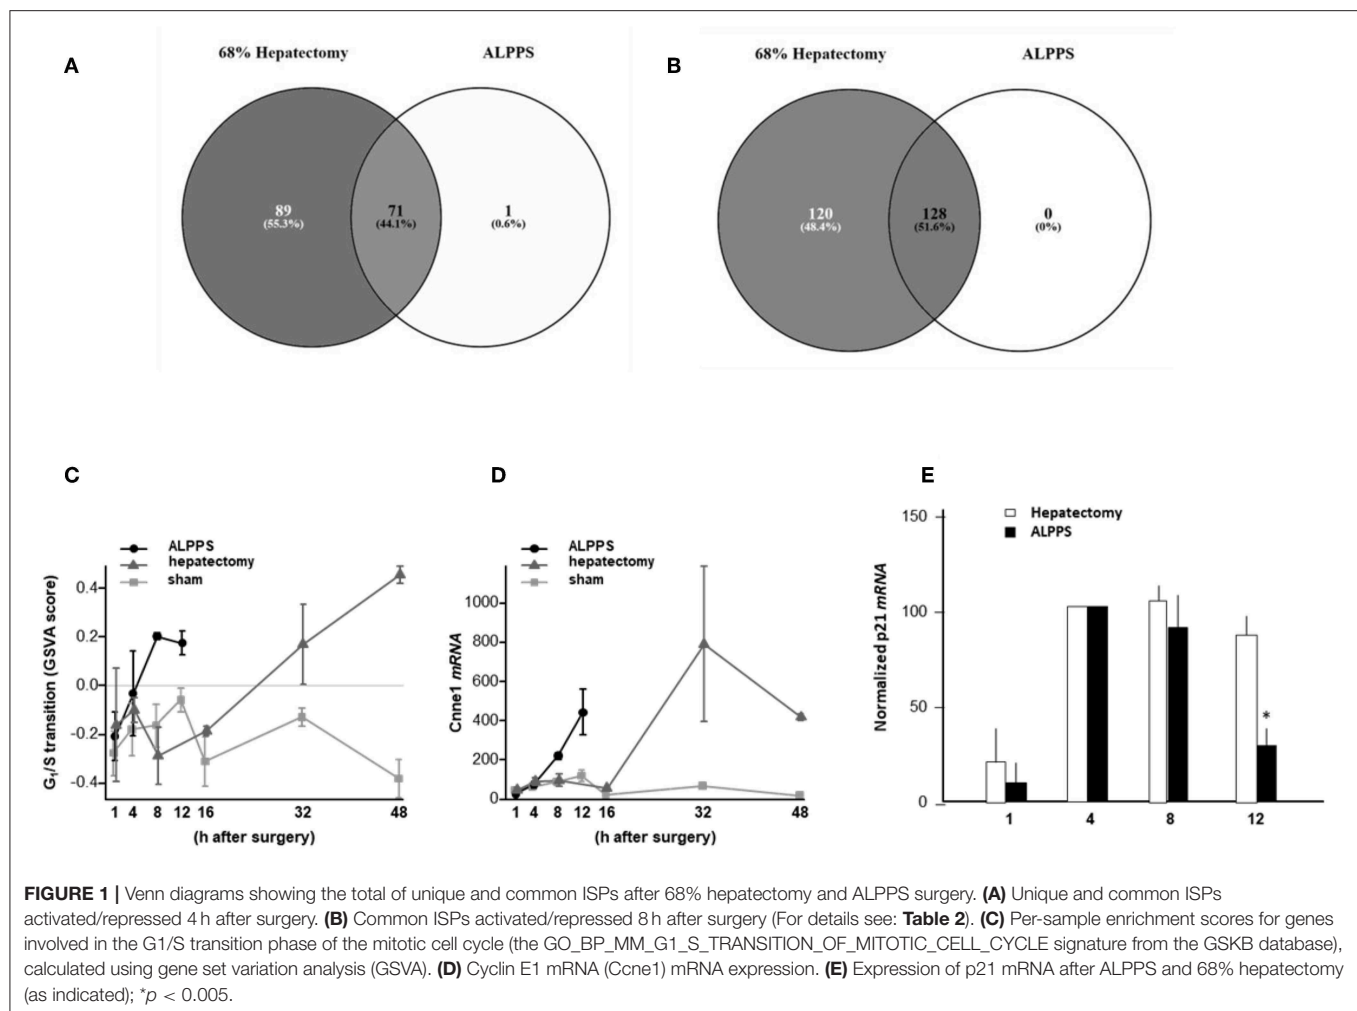 A
68% Hepatectomy
ALPPS
89
(55.3%)
71
(44.1%)
1
(0.6%)
B
68% Hepatectomy
ALPPS
120
(48.4%)
128
(51.6%)
0
(0%)
C
ALPPS
hepatectomy
sham
G1/S transition (GSVA score)
0.4
0.2
0.0
-0.2
-0.4
1 4 8 12 16 32 48
(h after surgery)
D
ALPPS
hepatectomy
sham
Cnne1 mRNA
1000
800
600
400
200
0
1 4 8 12 16 32 48
(h after surgery)
E
Hepatectomy
ALPPS
Normalized p21 mRNA
150
100
50
0
*
1 4 8 12
FIGURE 1 | Venn diagrams showing the total of unique and common ISPs after 68% hepatectomy and ALPPS surgery. (A) Unique and common ISPs
activated/repressed 4 h after surgery. (B) Common ISPs activated/repressed 8 h after surgery (For details see: Table 2). (C) Per-sample enrichment scores for genes
involved in the G1/S transition phase of the mitotic cell cycle (the GO_BP_MM_G1_S_TRANSITION_OF_MITOTIC_CELL_CYCLE signature from the GSKB database),
calculated using gene set variation analysis (GSVA). (D) Cyclin E1 mRNA (Ccne1) mRNA expression. (E) Expression of p21 mRNA after ALPPS and 68% hepatectomy
(as indicated); *p < 0.005.